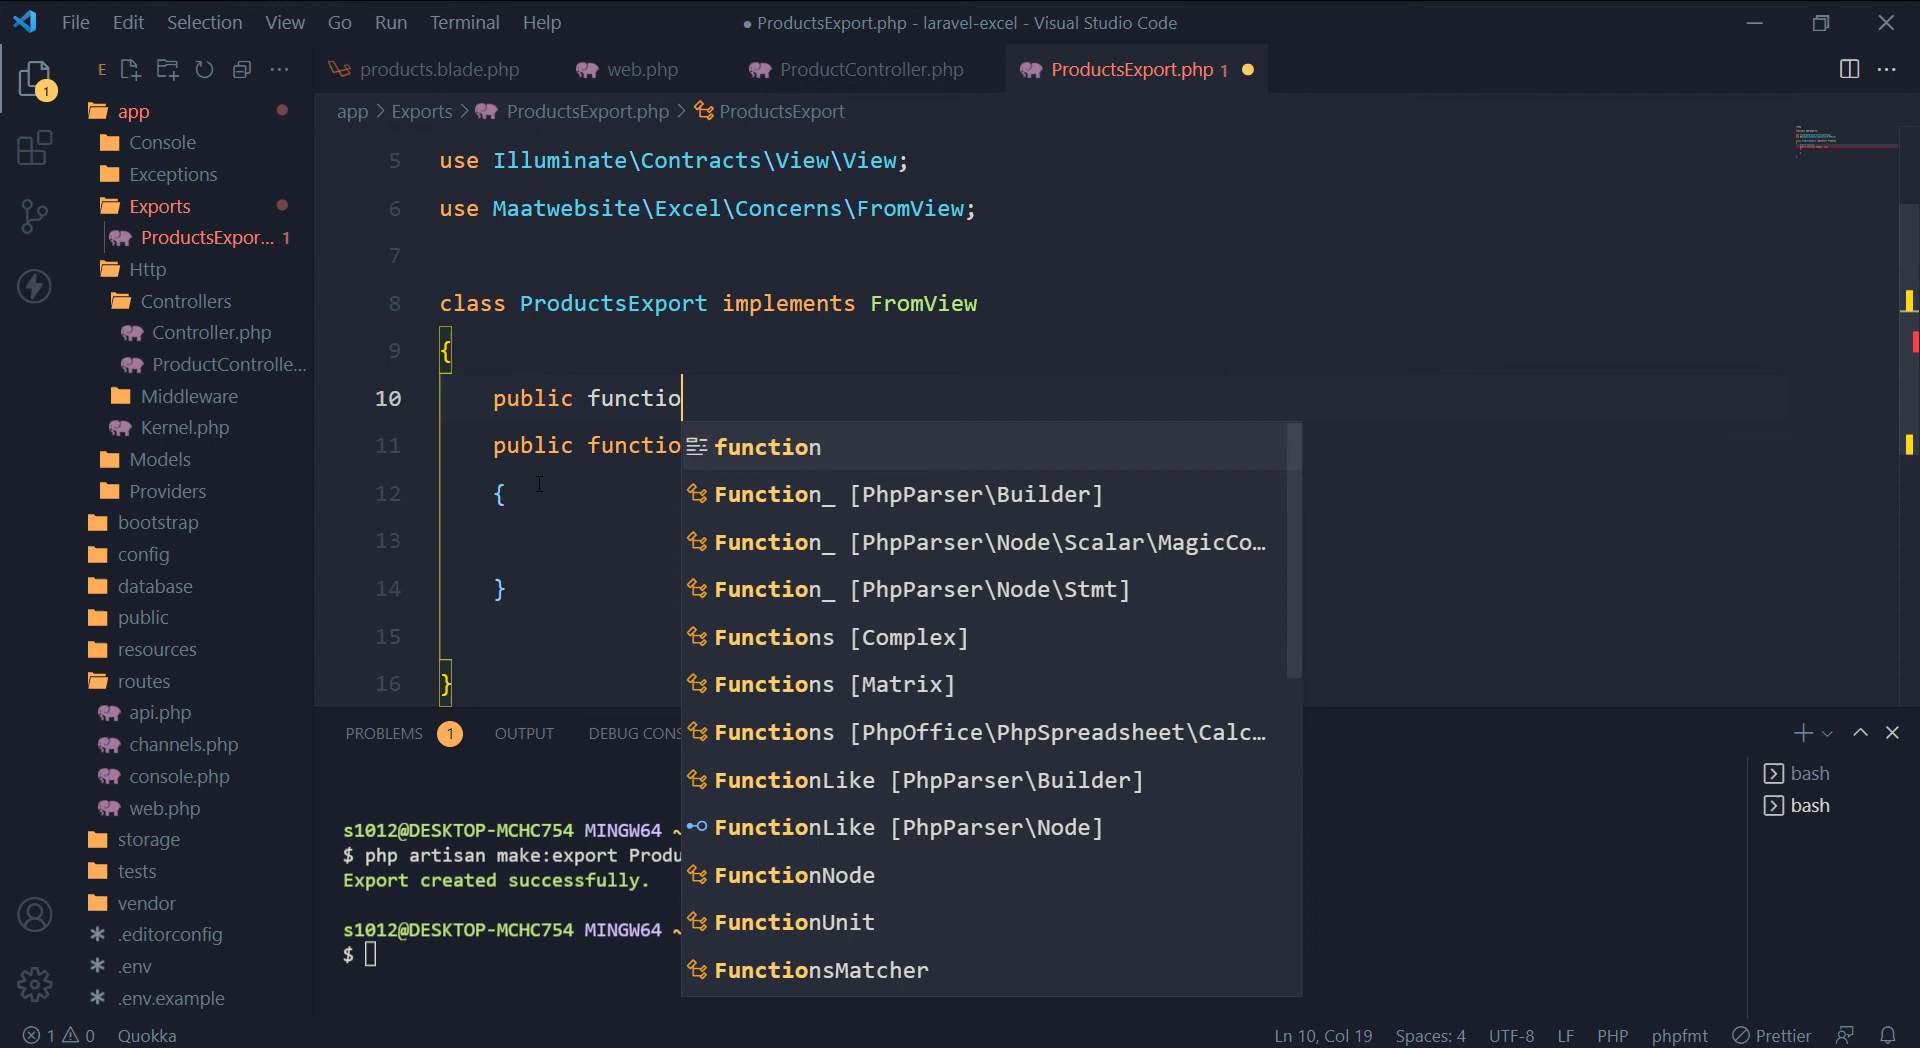 File Edit Selection View Go Run Terminal Help
● ProductsExport.php - laravel-excel - Visual Studio Code
1
E
products.blade.php
web.php
ProductController.php
ProductsExport.php 1
app > Exports > ProductsExport.php > ProductsExport
app
Console
Exceptions
Exports
ProductsExpor... 1
Http
Controllers
Controller.php
ProductControlle...
Middleware
Kernel.php
Models
Providers
bootstrap
config
database
public
resources
routes
api.php
channels.php
console.php
web.php
storage
tests
vendor
.editorconfig
.env
.env.example
5 use Illuminate\Contracts\View\View;
6 use Maatwebsite\Excel\Concerns\FromView;
7
8 class ProductsExport implements FromView
9 {
10 public functio
11 public functio
12 {
13
14 }
15
16 }
function
Function_ [PhpParser\Builder]
Function_ [PhpParser\Node\Scalar\MagicCo...
Function_ [PhpParser\Node\Stmt]
Functions [Complex]
Functions [Matrix]
Functions [PhpOffice\PhpSpreadsheet\Calc...
FunctionLike [PhpParser\Builder]
FunctionLike [PhpParser\Node]
FunctionNode
FunctionUnit
FunctionsMatcher
PROBLEMS 1 OUTPUT DEBUG CONS
s1012@DESKTOP-MCHC754 MINGW64 ~
$ php artisan make:export Produ
Export created successfully.
s1012@DESKTOP-MCHC754 MINGW64 ~
$
bash
bash
1 0 Quokka
Ln 10, Col 19 Spaces: 4 UTF-8 LF PHP phpfmt Prettier